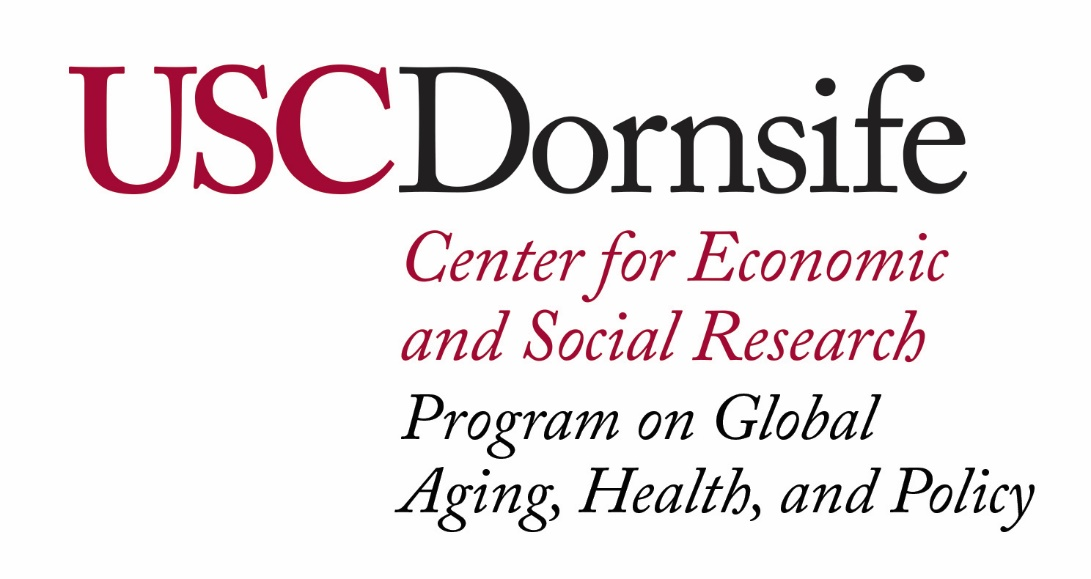 USCDornsife
Center for Economic
and Social Research
Program on Global
Aging, Health, and Policy